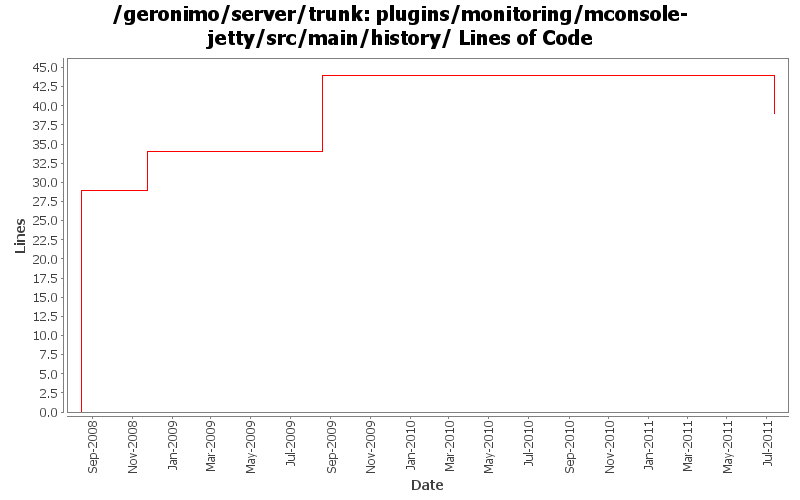 /geronimo/server/trunk: plugins/monitoring/mconsole-
jetty/src/main/history/ Lines of Code
45.0
42.5
40.0
37.5
35.0
32.5
30.0
27.5
25.0
22.5
20.0
17.5
15.0
12.5
10.0
7.5
5.0
2.5
0.0
Lines
Sep-2008
Nov-2008
Jan-2009
Mar-2009
May-2009
Jul-2009
Sep-2009
Nov-2009
Jan-2010
Mar-2010
May-2010
Jul-2010
Sep-2010
Nov-2010
Jan-2011
Mar-2011
May-2011
Jul-2011
Date